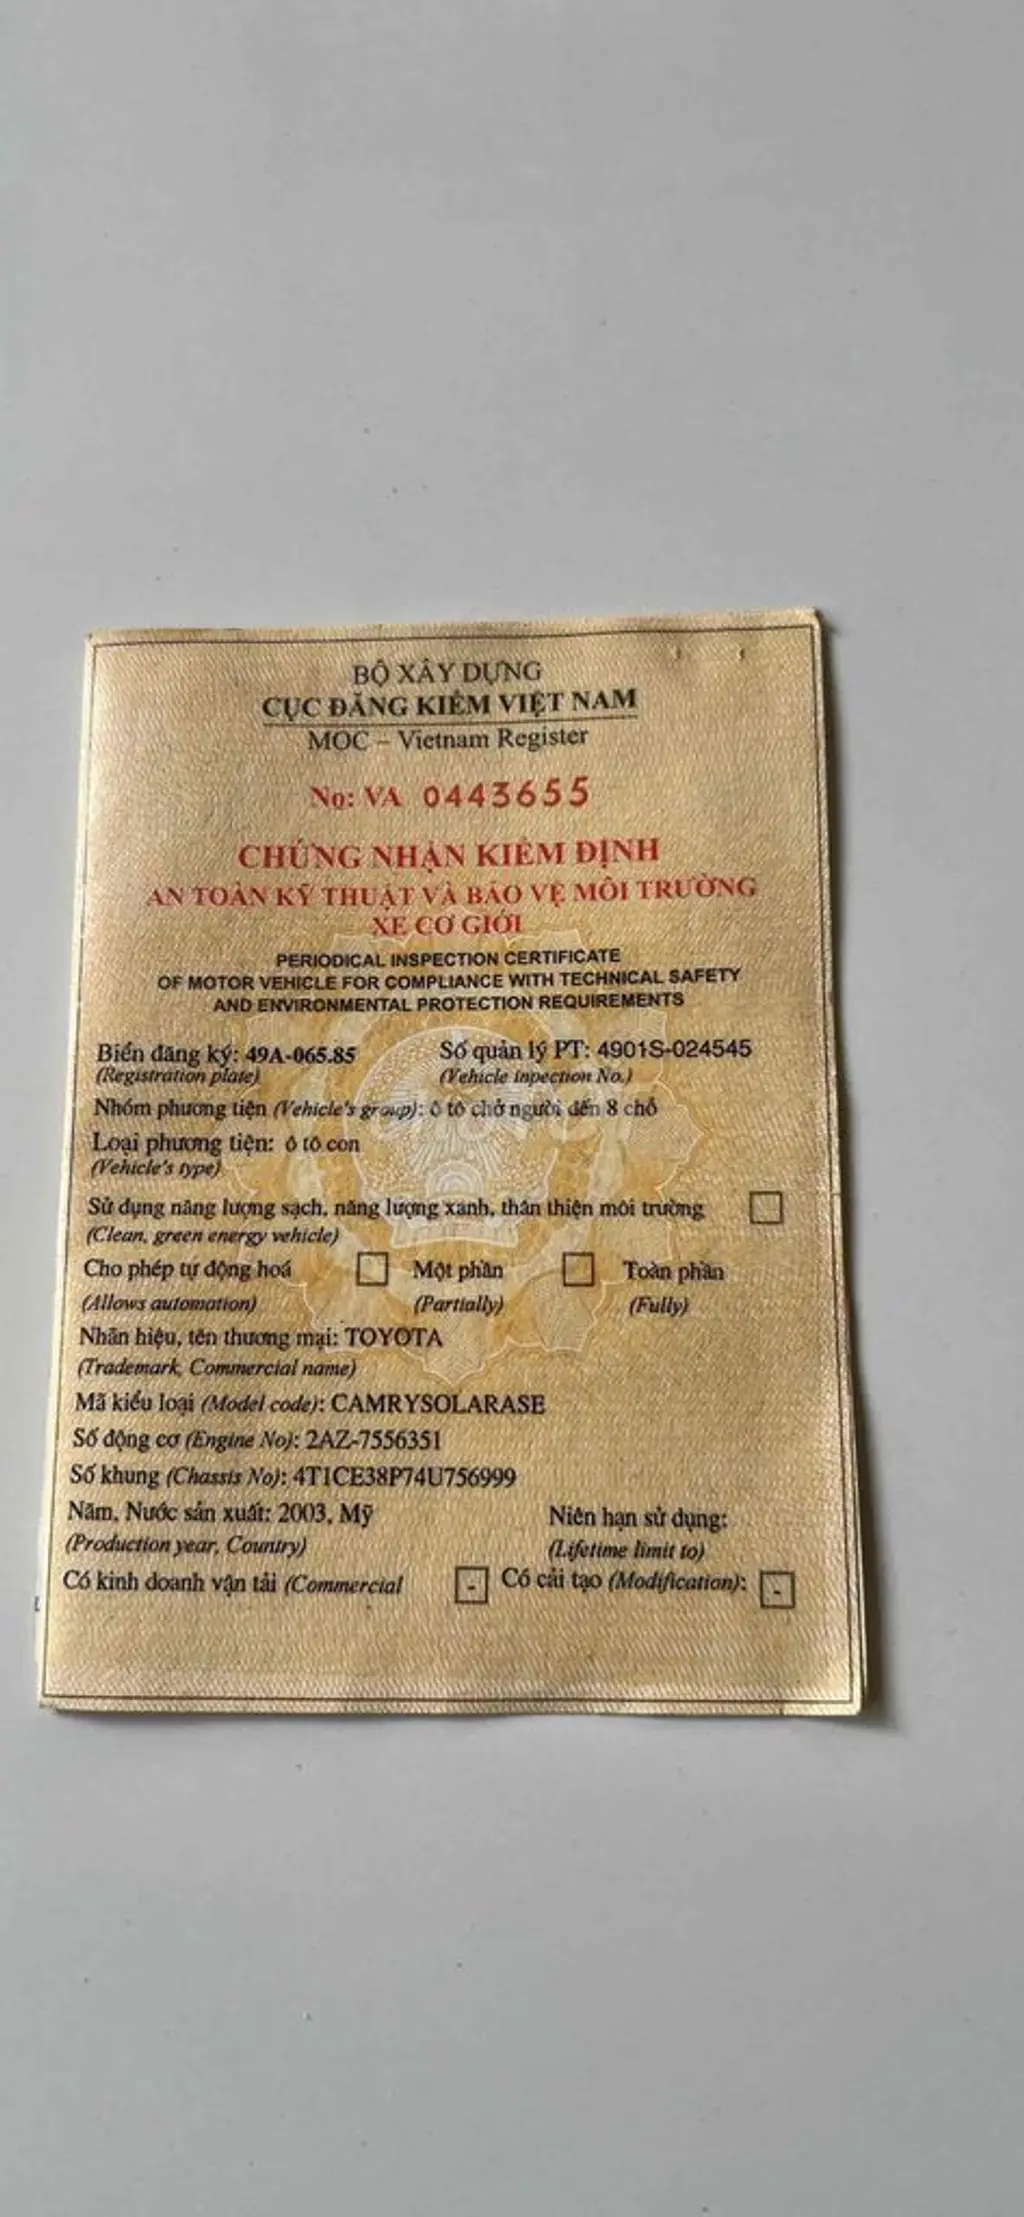 BỘ XÂY DỰNG
CỤC ĐĂNG KIỂM VIỆT NAM
MOC – Vietnam Register
No: VA 0443655
CHỨNG NHẬN KIỂM ĐỊNH
AN TOÀN KỸ THUẬT VÀ BẢO VỆ MÔI TRƯỜNG
XE CƠ GIỚI
PERIODICAL INSPECTION CERTIFICATE
OF MOTOR VEHICLE FOR COMPLIANCE WITH TECHNICAL SAFETY
AND ENVIRONMENTAL PROTECTION REQUIREMENTS
Biển đăng ký: 49A-065.85 Số quản lý PT: 4901S-024545
(Registration plate) (Vehicle inpection No.)
Nhóm phương tiện (Vehicle's group): ô tô chở người đến 8 chỗ
Loại phương tiện: ô tô con
(Vehicle's type)
Sử dụng năng lượng sạch, năng lượng xanh, thân thiện môi trường
(Clean, green energy vehicle)
Cho phép tự động hoá Một phần Toàn phần
(Allows automation) (Partially) (Fully)
Nhãn hiệu, tên thương mại: TOYOTA
(Trademark, Commercial name)
Mã kiểu loại (Model code): CAMRYSOLARASE
Số động cơ (Engine No): 2AZ-7556351
Số khung (Chassis No): 4T1CE38P74U756999
Năm, Nước sản xuất: 2003, Mỹ Niên hạn sử dụng:
(Production year, Country) (Lifetime limit to)
Có kinh doanh vận tải (Commercial - Có cải tạo (Modification): -